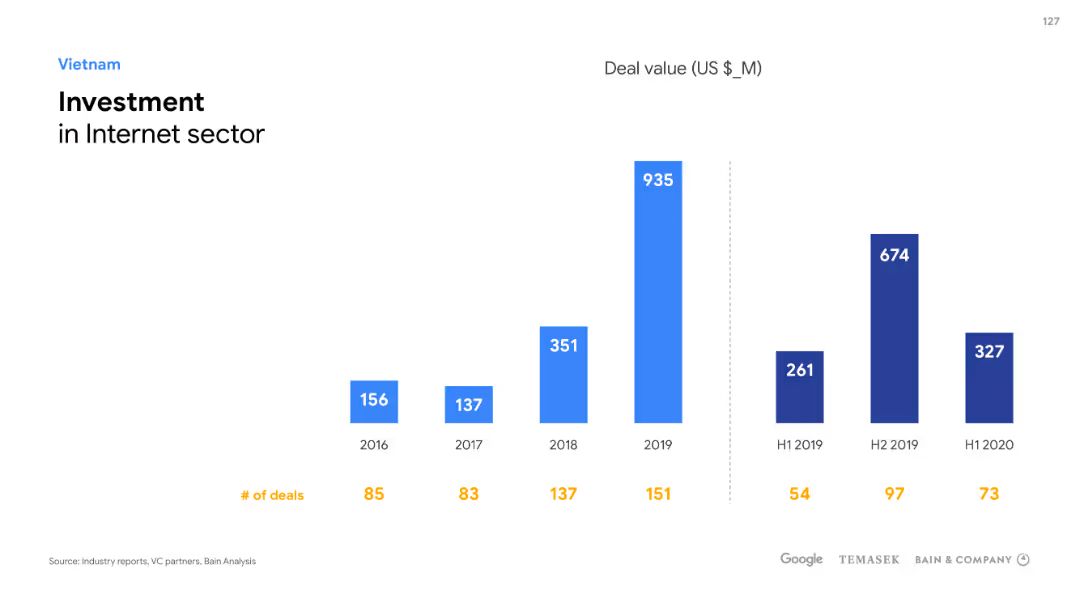 127
Vietnam
Investment
in Internet sector
Deal value (US $_M)
935
674
351
327
261
156
137
2016 2017 2018 2019 H1 2019 H2 2019 H1 2020
# of deals 85 83 137 151 54 97 73
Source: Industry reports, VC partners, Bain Analysis
Google TEMASEK BAIN & COMPANY